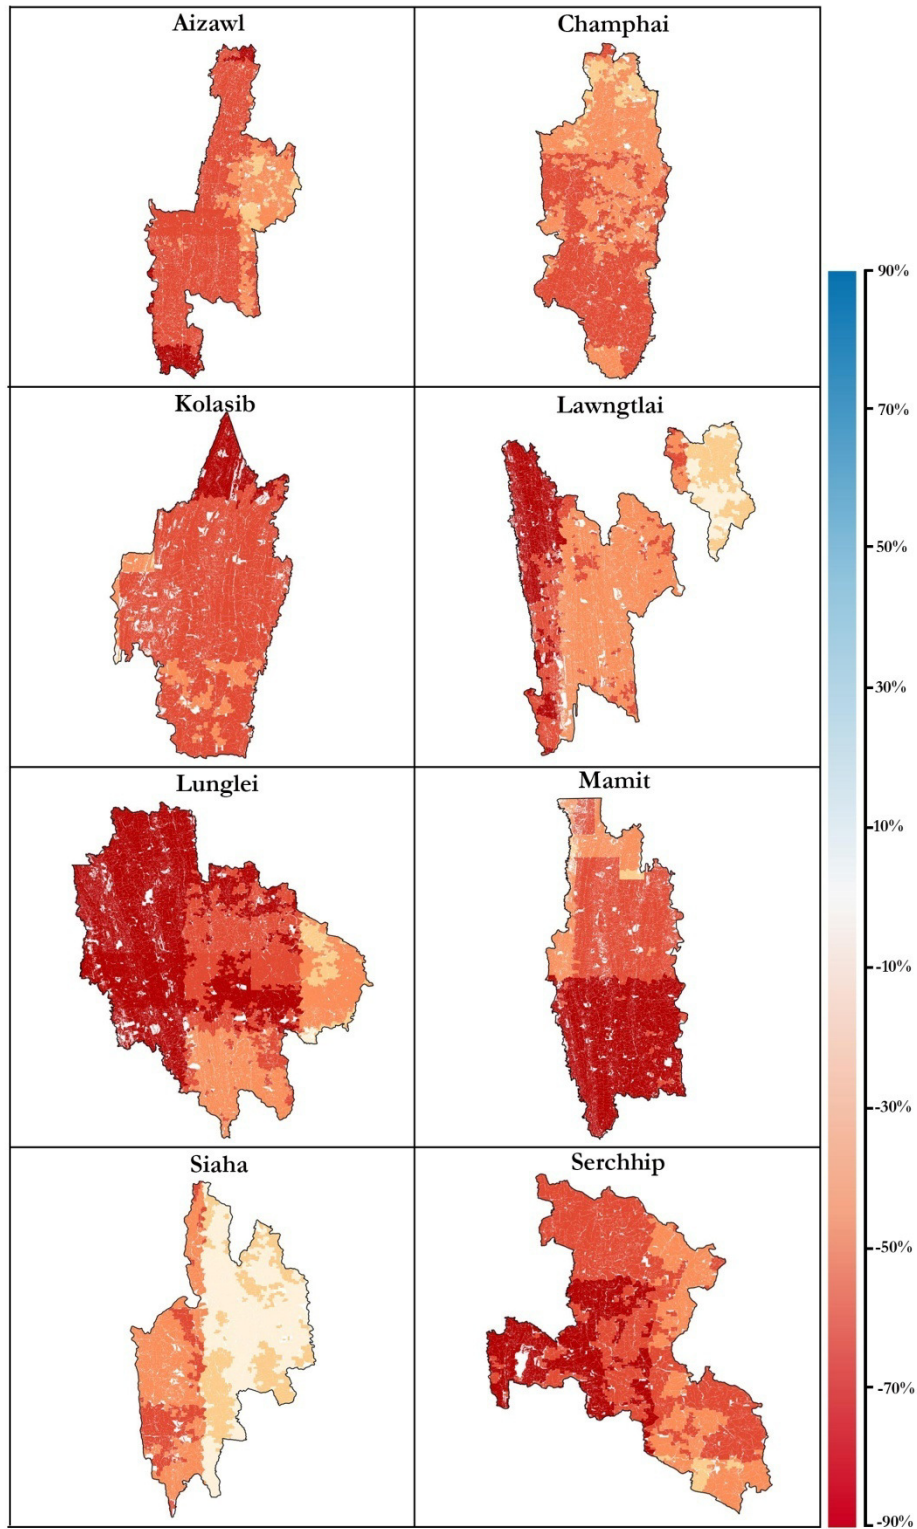 Aizawl
Champhai
Kolasib
Lawngtlai
Lunglei
Mamit
Siaha
Serchhip
90%
70%
50%
30%
10%
-10%
-30%
-50%
-70%
-90%